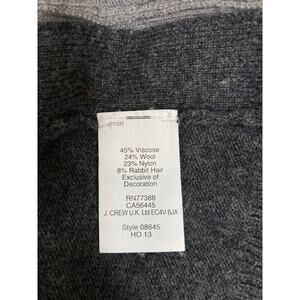 45% Viscose
24% Wool
23% Nylon
8% Rabbit Hair
Exclusive of
Decoration
RN77388
CA56445
J. CREW U.K. Ltd EC4V 6JA
Style 08645
HO 13